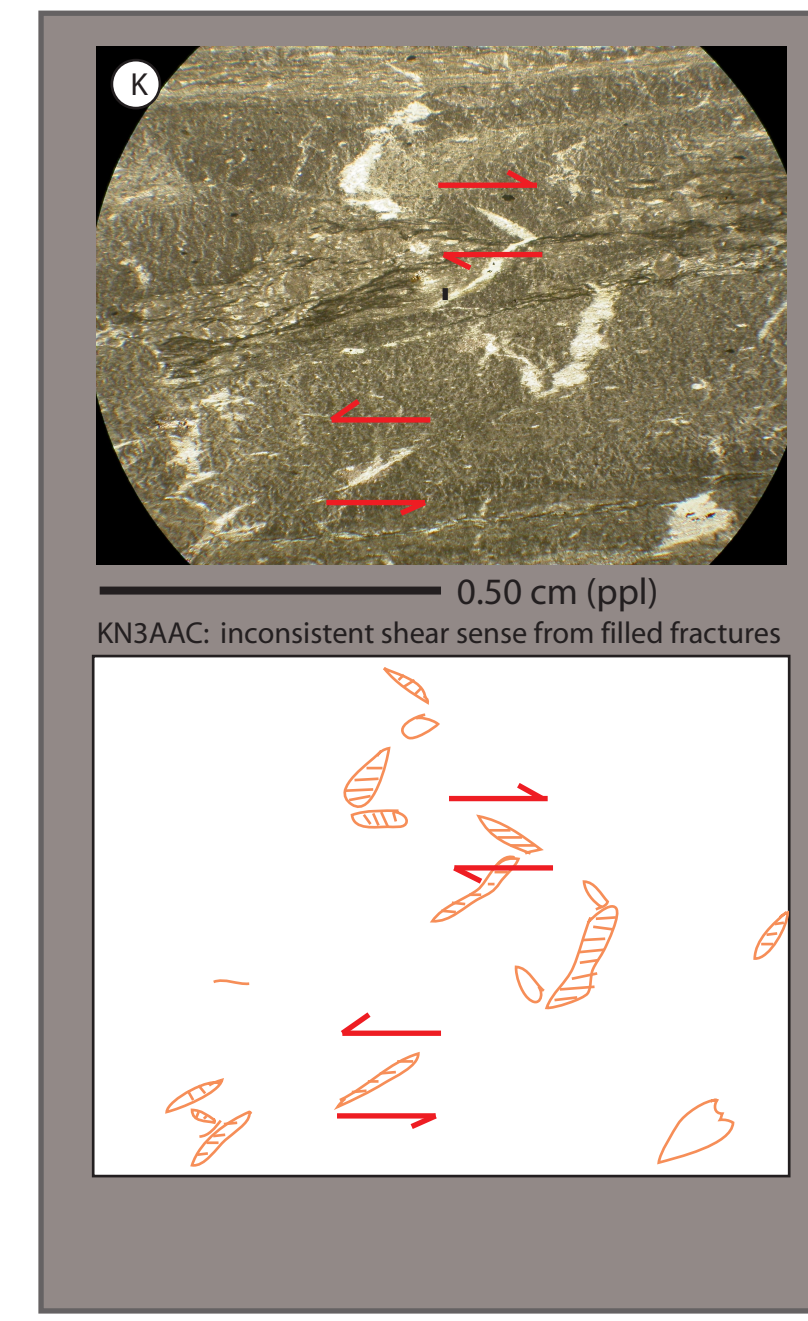 K
0.50 cm (ppl)
KN3AAC: inconsistent shear sense from filled fractures